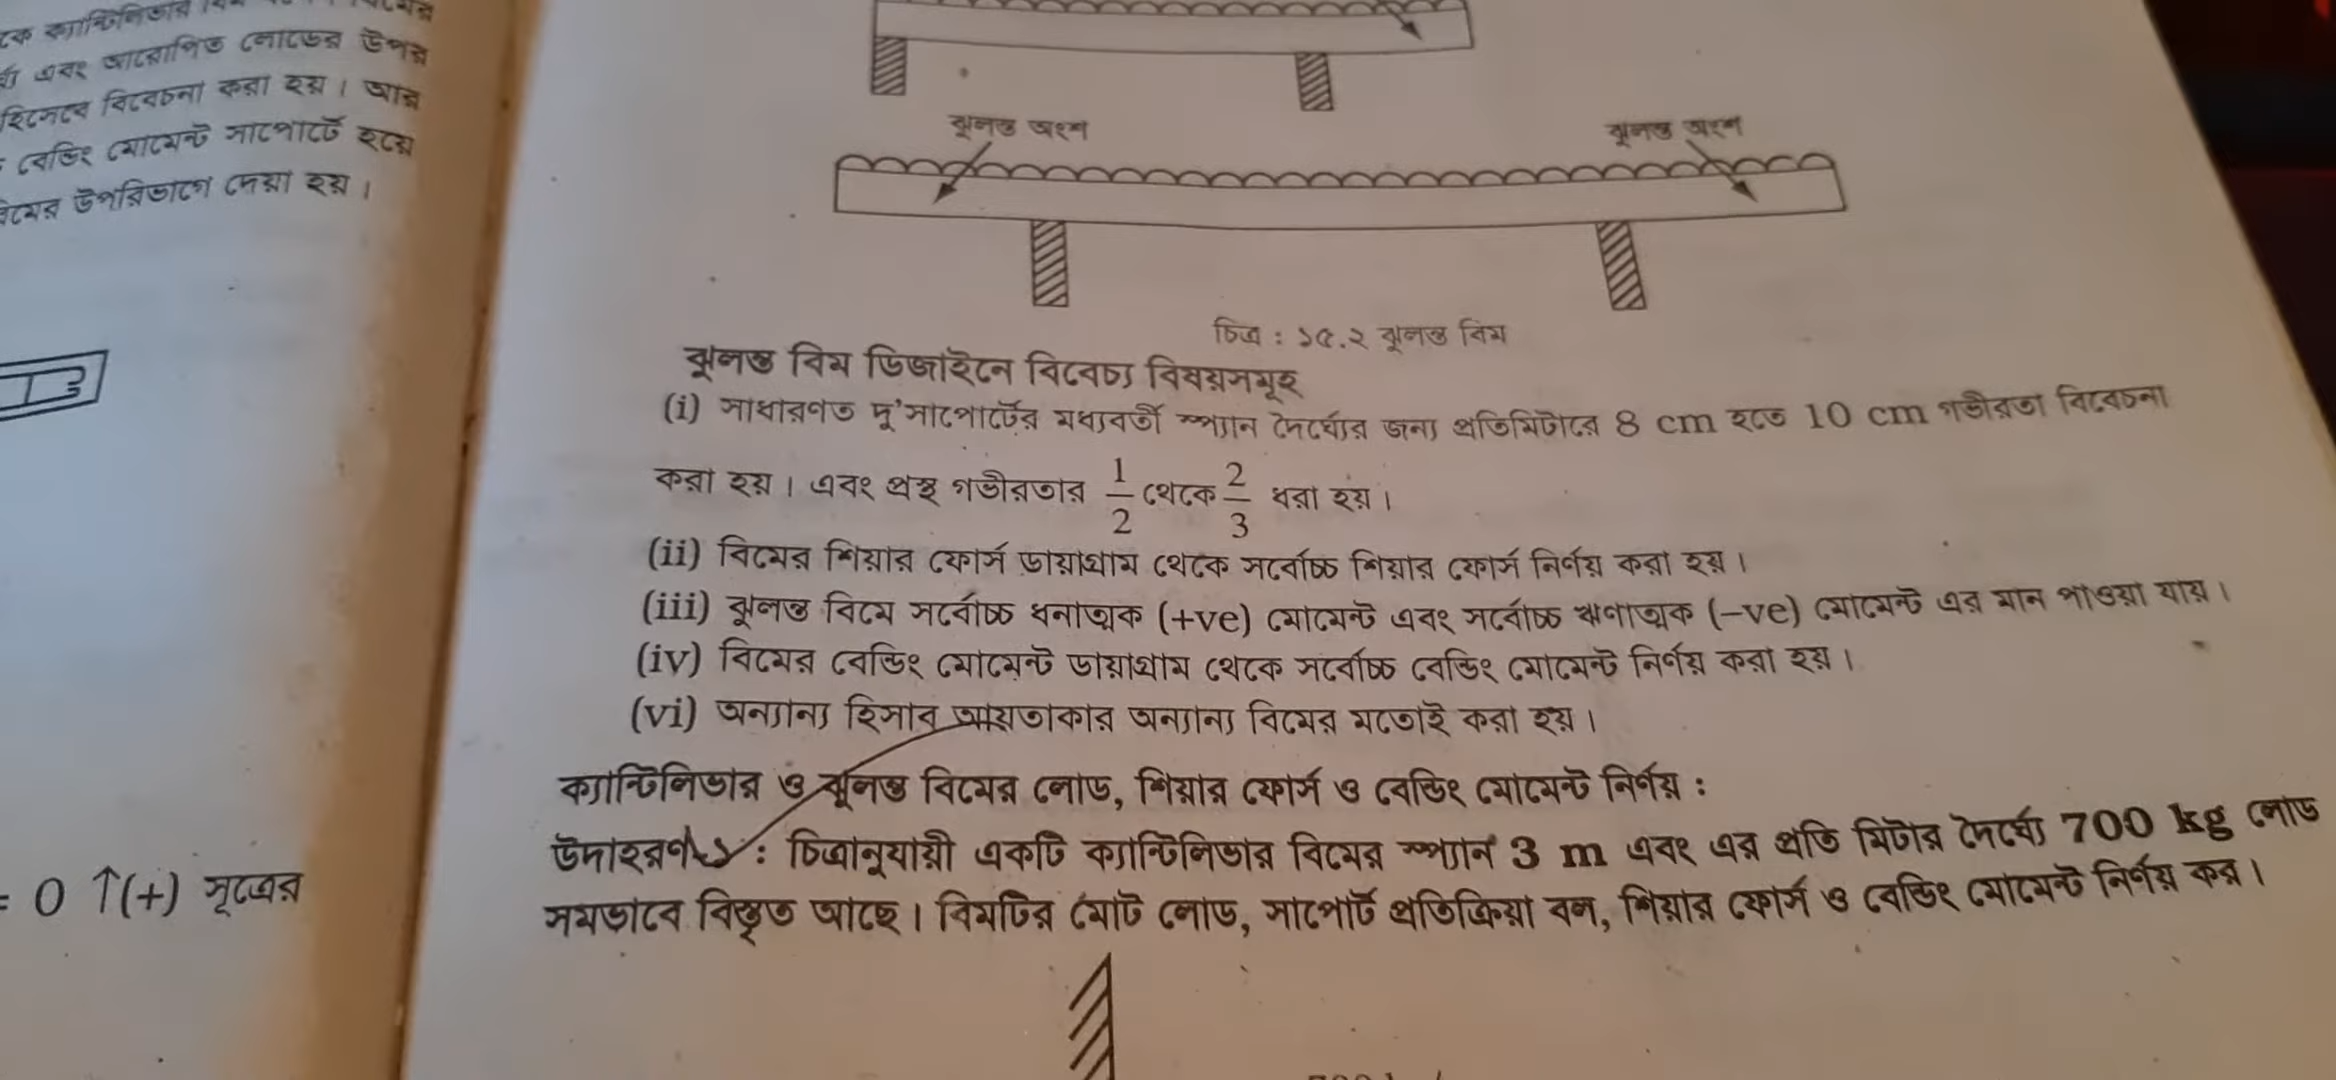 এবং আরোপিত লোডের উপর
হিসেবে বিবেচনা করা হয়। আর
বেন্ডিং মোমেন্ট সাপোর্টে হয়ে
উপরিভাগে দেয়া হয়।
= 0 ↑(+) সূত্রের
ঝুলন্ত অংশ
ঝুলন্ত অংশ
চিত্র : ১৫.২ ঝুলন্ত বিম
ঝুলন্ত বিম ডিজাইনে বিবেচ্য বিষয়সমূহ
(i) সাধারণত দু'সাপোর্টের মধ্যবর্তী স্প্যান দৈর্ঘ্যের জন্য প্রতিমিটারে 8 cm হতে 10 cm গভীরতা বিবেচনা
করা হয়। এবং প্রস্থ গভীরতার 1/2 থেকে 2/3 ধরা হয়।
(ii) বিমের শিয়ার ফোর্স ডায়াগ্রাম থেকে সর্বোচ্চ শিয়ার ফোর্স নির্ণয় করা হয়।
(iii) ঝুলন্ত বিমে সর্বোচ্চ ধনাত্মক (+ve) মোমেন্ট এবং সর্বোচ্চ ঋণাত্মক (−ve) মোমেন্ট এর মান পাওয়া যায়।
(iv) বিমের বেন্ডিং মোমেন্ট ডায়াগ্রাম থেকে সর্বোচ্চ বেন্ডিং মোমেন্ট নির্ণয় করা হয়।
(vi) অন্যান্য হিসাব আয়তাকার অন্যান্য বিমের মতোই করা হয়।
ক্যান্টিলিভার ও ঝুলন্ত বিমের লোড, শিয়ার ফোর্স ও বেন্ডিং মোমেন্ট নির্ণয় :
উদাহরণ : চিত্রানুযায়ী একটি ক্যান্টিলিভার বিমের স্প্যান 3 m এবং এর প্রতি মিটার দৈর্ঘ্যে 700 kg লোড
সমভাবে বিস্তৃত আছে। বিমটির মোট লোড, সাপোর্ট প্রতিক্রিয়া বল, শিয়ার ফোর্স ও বেন্ডিং মোমেন্ট নির্ণয় কর।